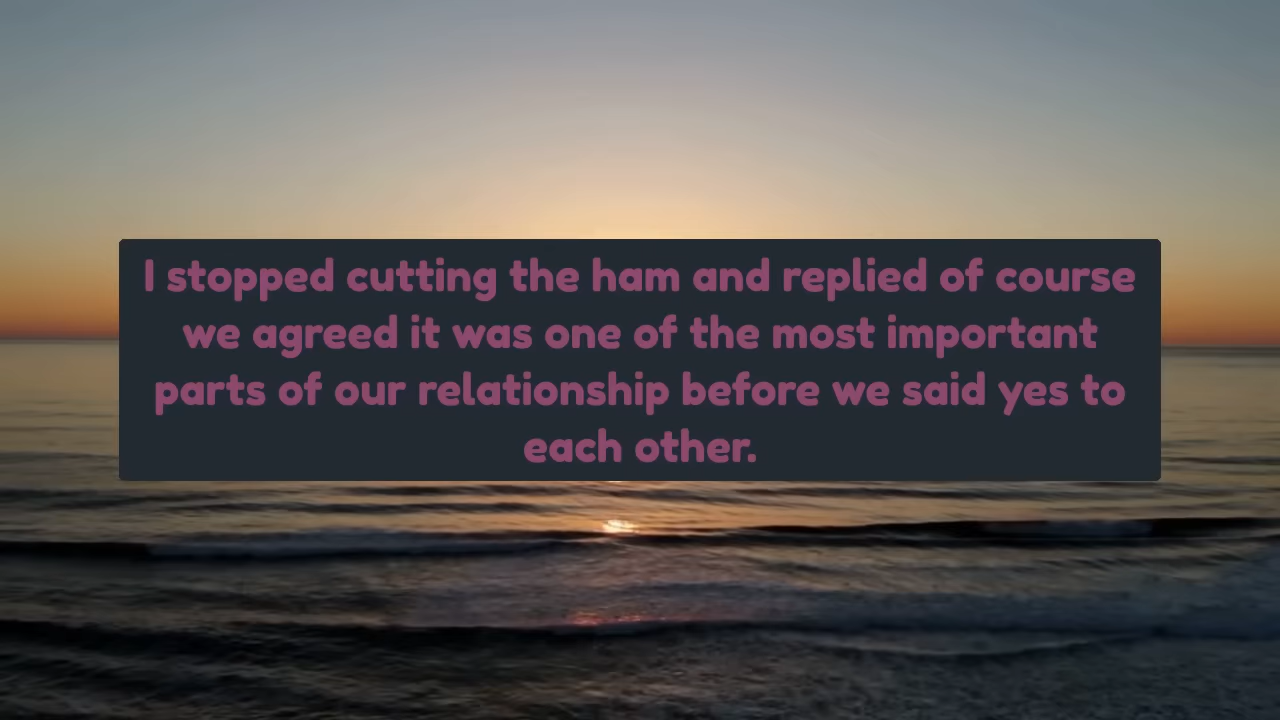 I stopped cutting the ham and replied of course
we agreed it was one of the most important
parts of our relationship before we said yes to
each other.